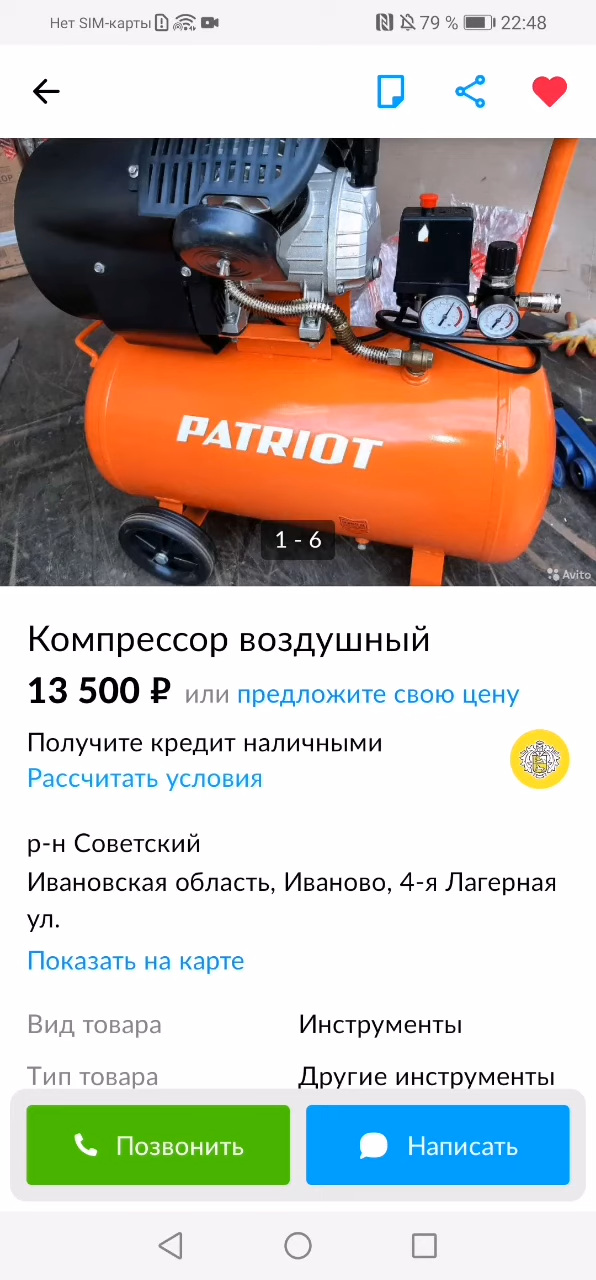 Нет SIM-карты
79 %
22:48
PATRIOT
1 - 6
Avito
Компрессор воздушный
13 500 ₽ или предложите свою цену
Получите кредит наличными
Рассчитать условия
р-н Советский
Ивановская область, Иваново, 4-я Лагерная
ул.
Показать на карте
Вид товара Инструменты
Тип товара Другие инструменты
Позвонить Написать